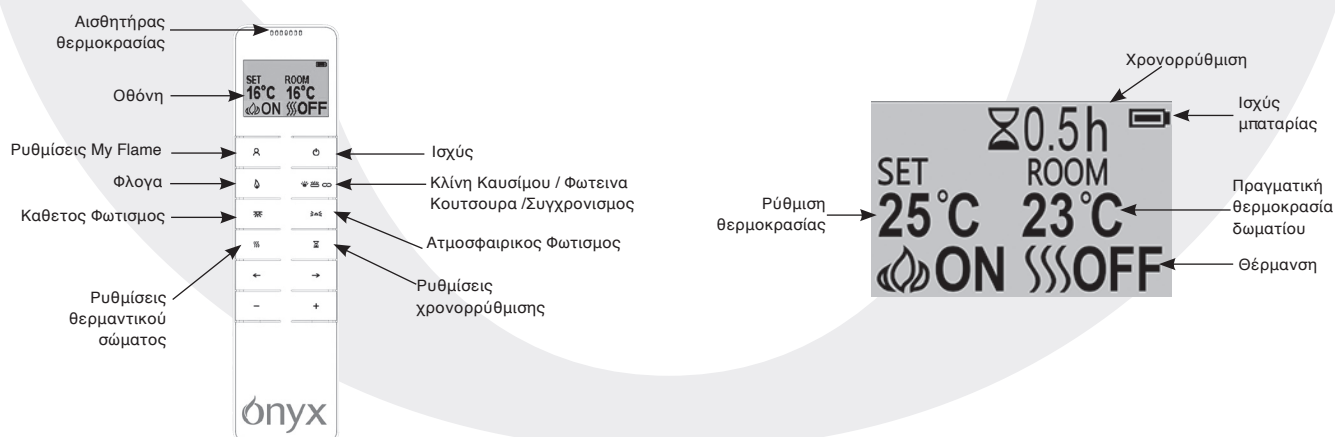 Αισθητήρας
θερμοκρασίας
SET ROOM
16°C 16°C
ON OFF
Οθόνη
Ρυθμίσεις My Flame
Ισχύς
Φλογα
Κλίνη Καυσίμου / Φωτεινα
Κουτσουρα /Συγχρονισμος
Καθετος Φωτισμος
Ατμοσφαιρικος Φωτισμος
Ρυθμίσεις
θερμαντικού
σώματος
Ρυθμίσεις
χρονορρύθμισης
onyx
Χρονορρύθμιση
Ισχύς
μπαταρίας
0.5h
SET ROOM
25°C 23°C
ON OFF
Ρύθμιση
θερμοκρασίας
Πραγματική
θερμοκρασία
δωματίου
Θέρμανση